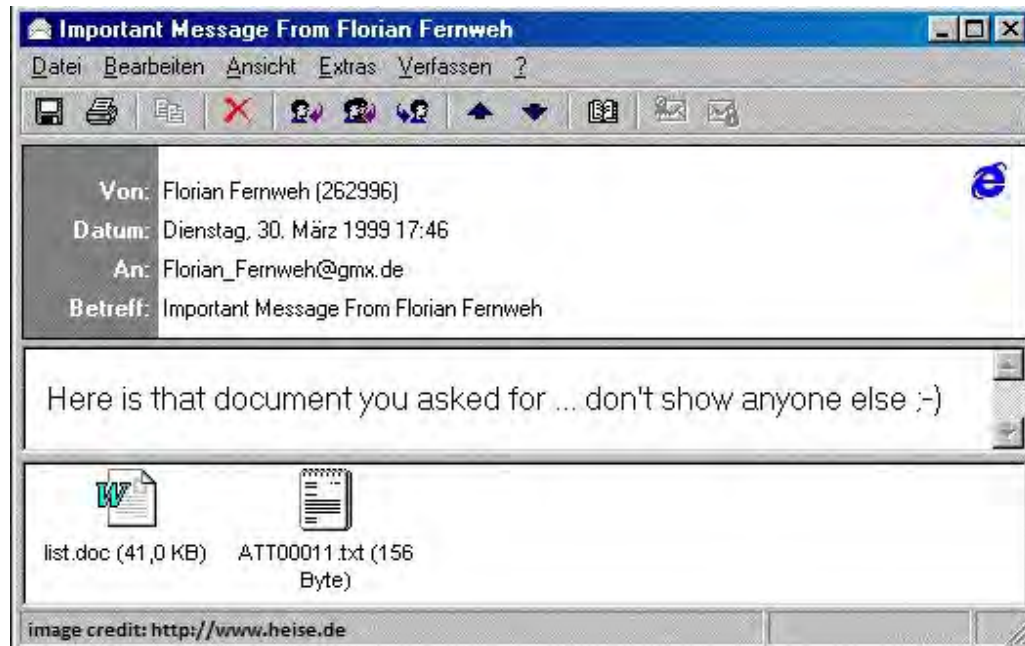 Important Message From Florian Fernweh
Datei Bearbeiten Ansicht Extras Verfassen ?
Von: Florian Fernweh (262996)
Datum: Dienstag, 30. März 1999 17:46
An: Florian_Fernweh@gmx.de
Betreff: Important Message From Florian Fernweh
Here is that document you asked for ... don't show anyone else ;-)
list.doc (41,0 KB) ATT00011.txt (156
Byte)
image credit: http://www.heise.de